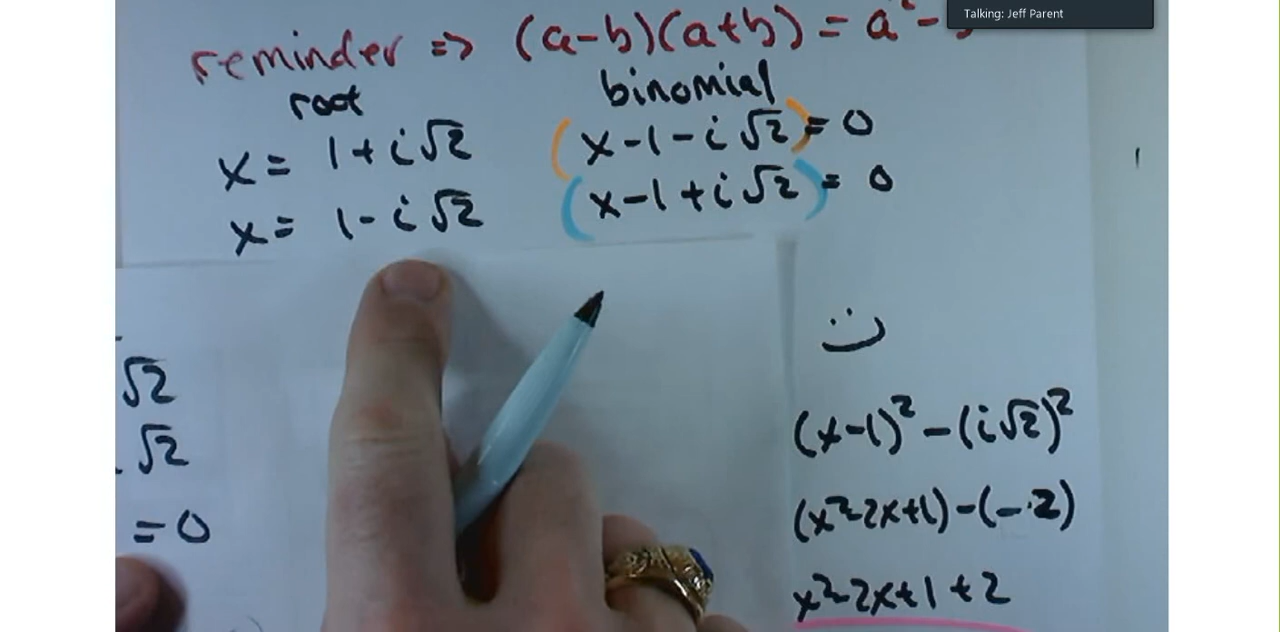 Talking: Jeff Parent
reminder => (a-b)(a+b) = a² -
root binomial
x = 1+i√2 (x-1-i√2) = 0
x = 1-i√2 (x-1+i√2) = 0
√2
√2
= 0
(x-1)² - (i√2)²
(x²-2x+1) - (-2)
x²-2x+1+2